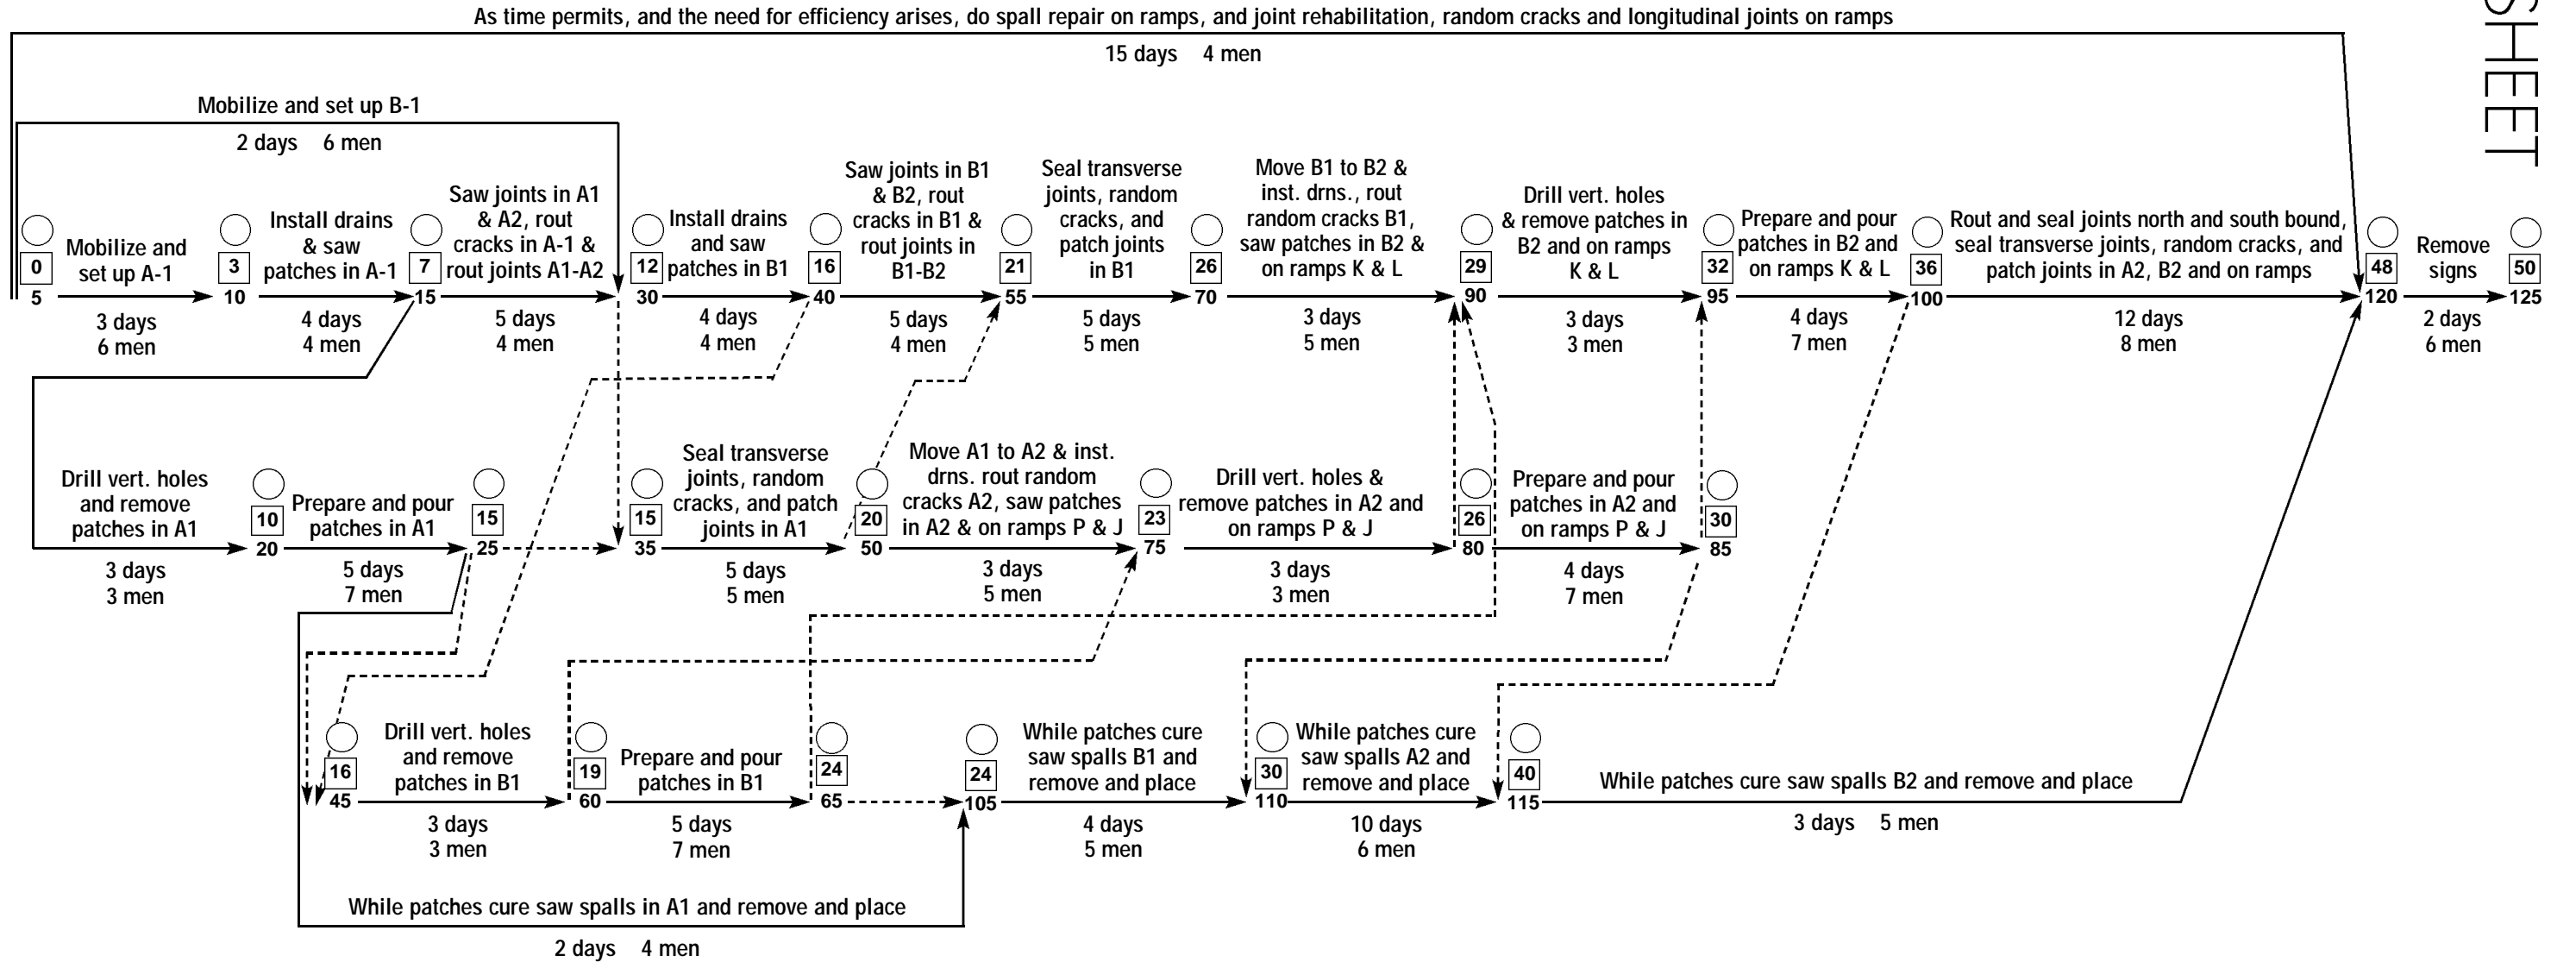 As time permits, and the need for efficiency arises, do spall repair on ramps, and joint rehabilitation, random cracks and longitudinal joints on ramps
15 days 4 men
SHEET
Mobilize and set up B-1
2 days 6 men
0
5
Mobilize and
set up A-1
3 days
6 men
3
10
Install drains
& saw
patches in A-1
4 days
4 men
7
15
Saw joints in A1
& A2, rout
cracks in A-1 &
rout joints A1-A2
5 days
4 men
12
30
Install drains
and saw
patches in B1
4 days
4 men
16
40
Saw joints in B1
& B2, rout
cracks in B1 &
rout joints in
B1-B2
5 days
4 men
21
55
Seal transverse
joints, random
cracks, and
patch joints
in B1
5 days
5 men
26
70
Move B1 to B2 &
inst. drns., rout
random cracks B1,
saw patches in B2 &
on ramps K & L
3 days
5 men
29
90
Drill vert. holes
& remove patches in
B2 and on ramps
K & L
3 days
3 men
32
95
Prepare and pour
patches in B2 and
on ramps K & L
4 days
7 men
36
100
Rout and seal joints north and south bound,
seal transverse joints, random cracks, and
patch joints in A2, B2 and on ramps
12 days
8 men
48
120
Remove
signs
2 days
6 men
50
125
Drill vert. holes
and remove
patches in A1
3 days
3 men
10
20
Prepare and pour
patches in A1
5 days
7 men
15
25
15
35
Seal transverse
joints, random
cracks, and patch
joints in A1
5 days
5 men
20
50
Move A1 to A2 & inst.
drns. rout random
cracks A2, saw patches
in A2 & on ramps P & J
3 days
5 men
23
75
Drill vert. holes &
remove patches in A2 and
on ramps P & J
3 days
3 men
26
80
Prepare and pour
patches in A2 and
on ramps P & J
4 days
7 men
30
85
16
45
Drill vert. holes
and remove
patches in B1
3 days
3 men
19
60
Prepare and pour
patches in B1
5 days
7 men
24
65
24
105
While patches cure
saw spalls B1 and
remove and place
4 days
5 men
30
110
While patches cure
saw spalls A2 and
remove and place
10 days
6 men
40
115
While patches cure saw spalls B2 and remove and place
3 days 5 men
While patches cure saw spalls in A1 and remove and place
2 days 4 men